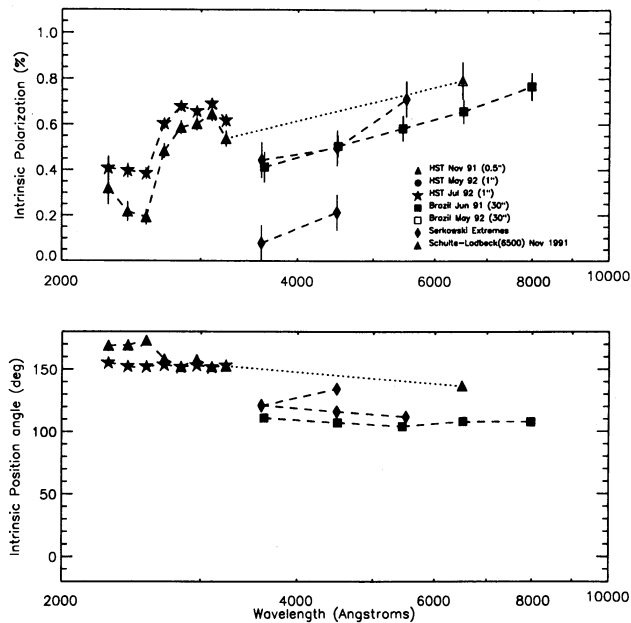 Intrinsic Polarization (%)
1.0
0.8
0.6
0.4
0.2
0.0
HST Nov 91 (0.5")
HST May 92 (1")
HST Jul 92 (1")
Brazil Jun 91 (30")
Brazil May 92 (30")
Serkowski Extremes
Schulte-Ladbeck(6500) Nov 1991
2000
4000
6000
8000
10000
Intrinsic Position angle (deg)
150
100
50
0
2000
4000
6000
8000
10000
Wavelength (Angstroms)